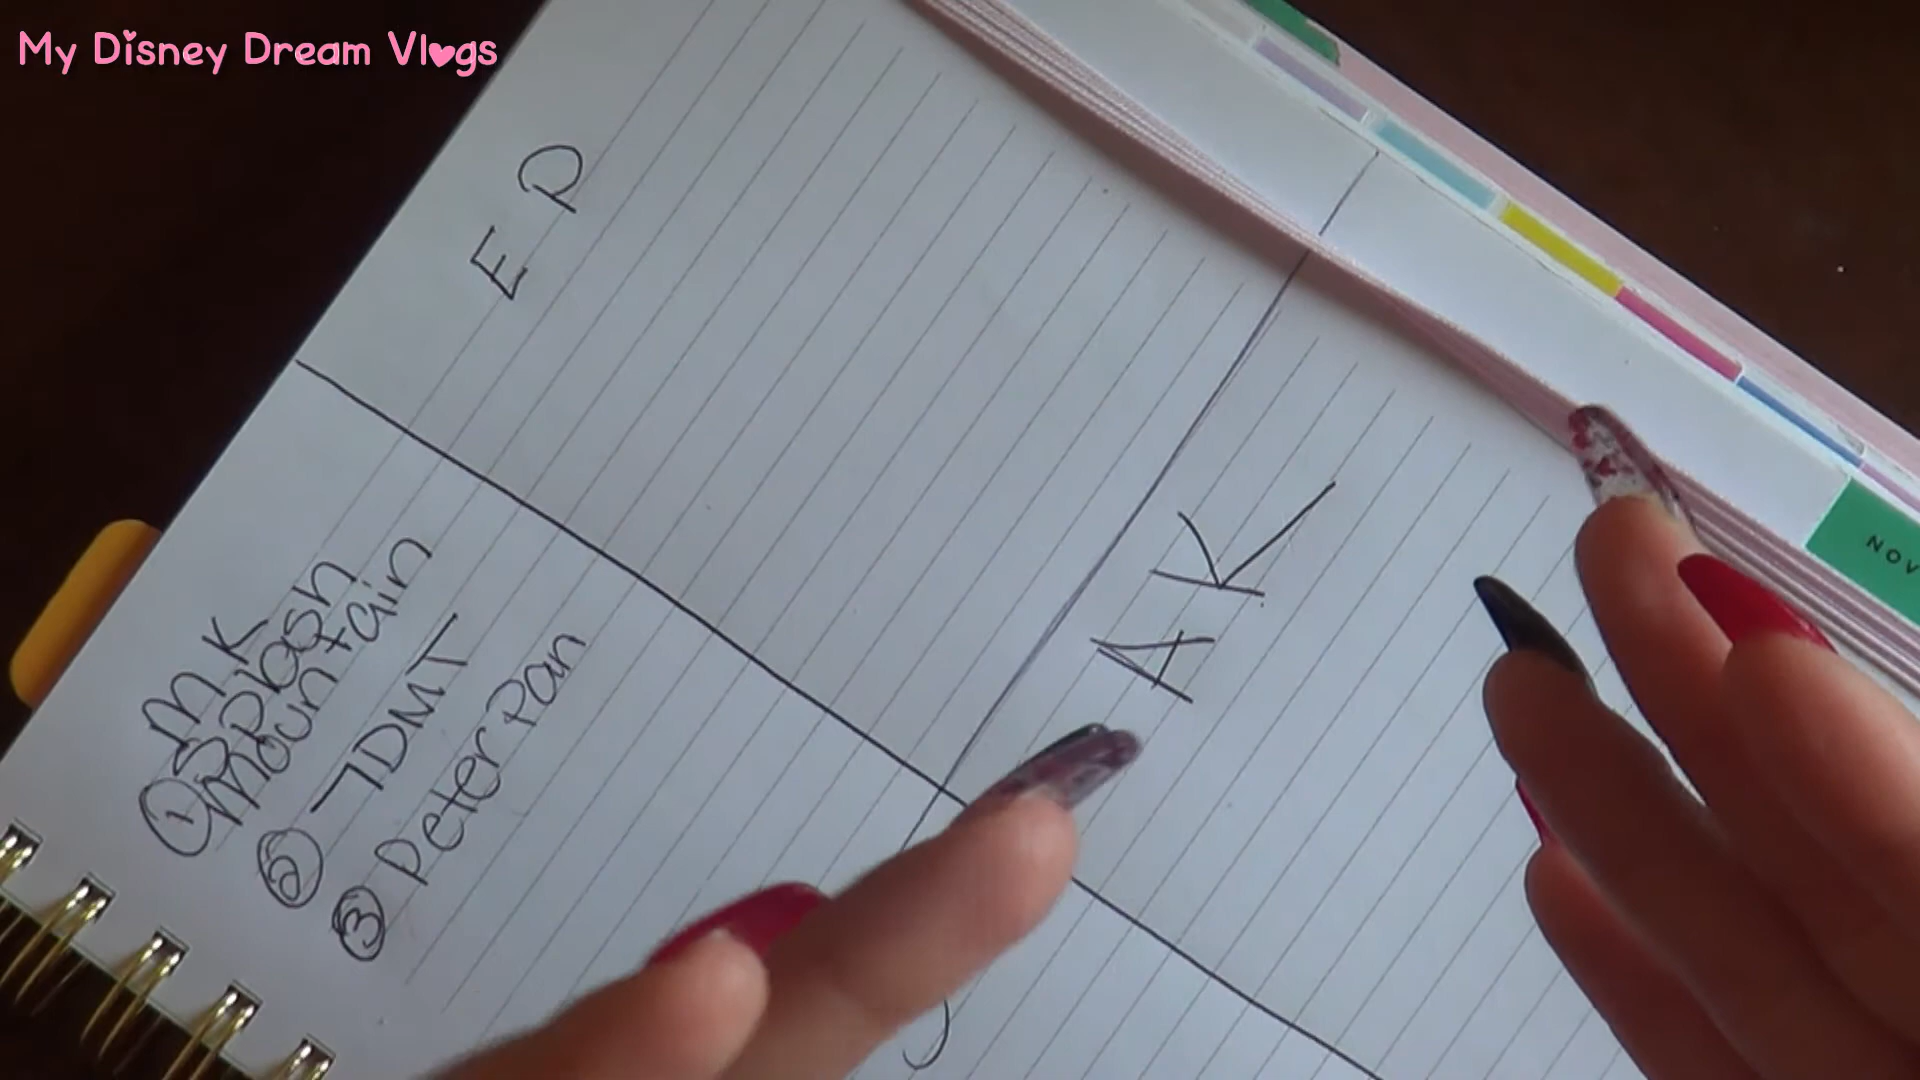 My Disney Dream Vlogs
EP
MK
① Splash
Mountain
② 7DMT
③ Peter Pan
AK
NOV